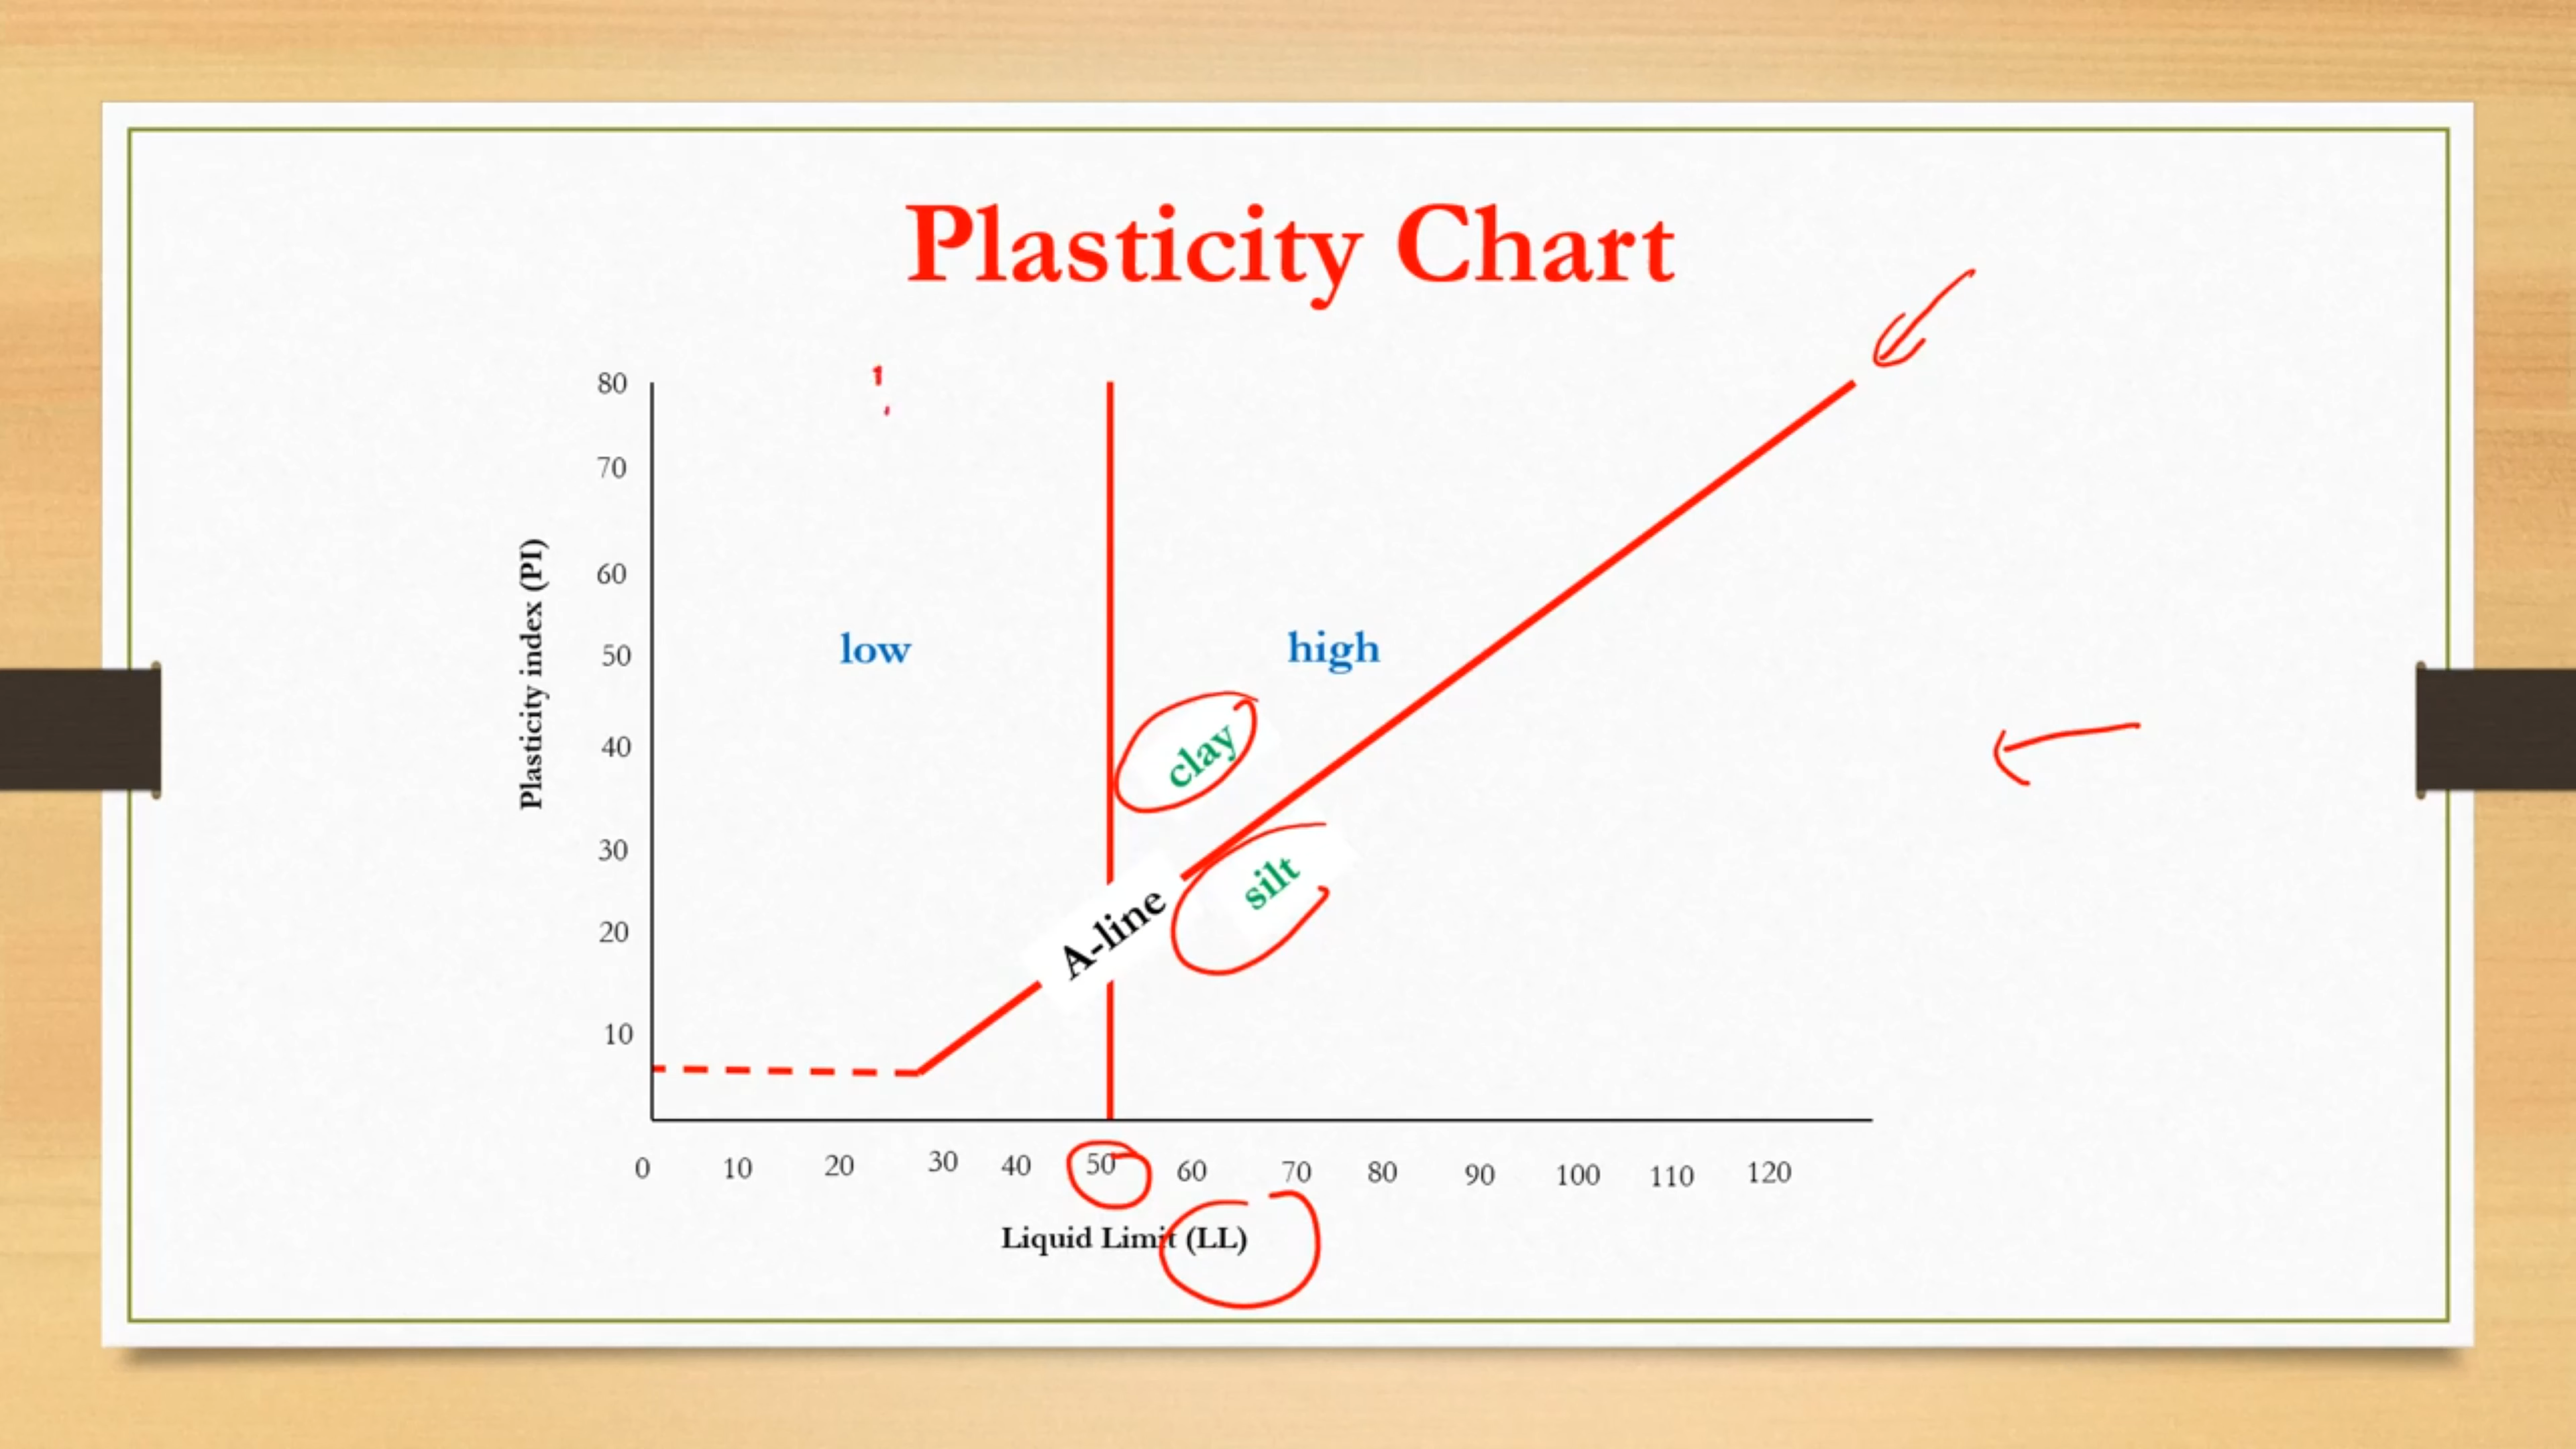 Plasticity Chart
80
70
60
50
40
30
20
10
Plasticity index (PI)
low
high
clay
silt
A-line
0 10 20 30 40 50 60 70 80 90 100 110 120
Liquid Limit (LL)